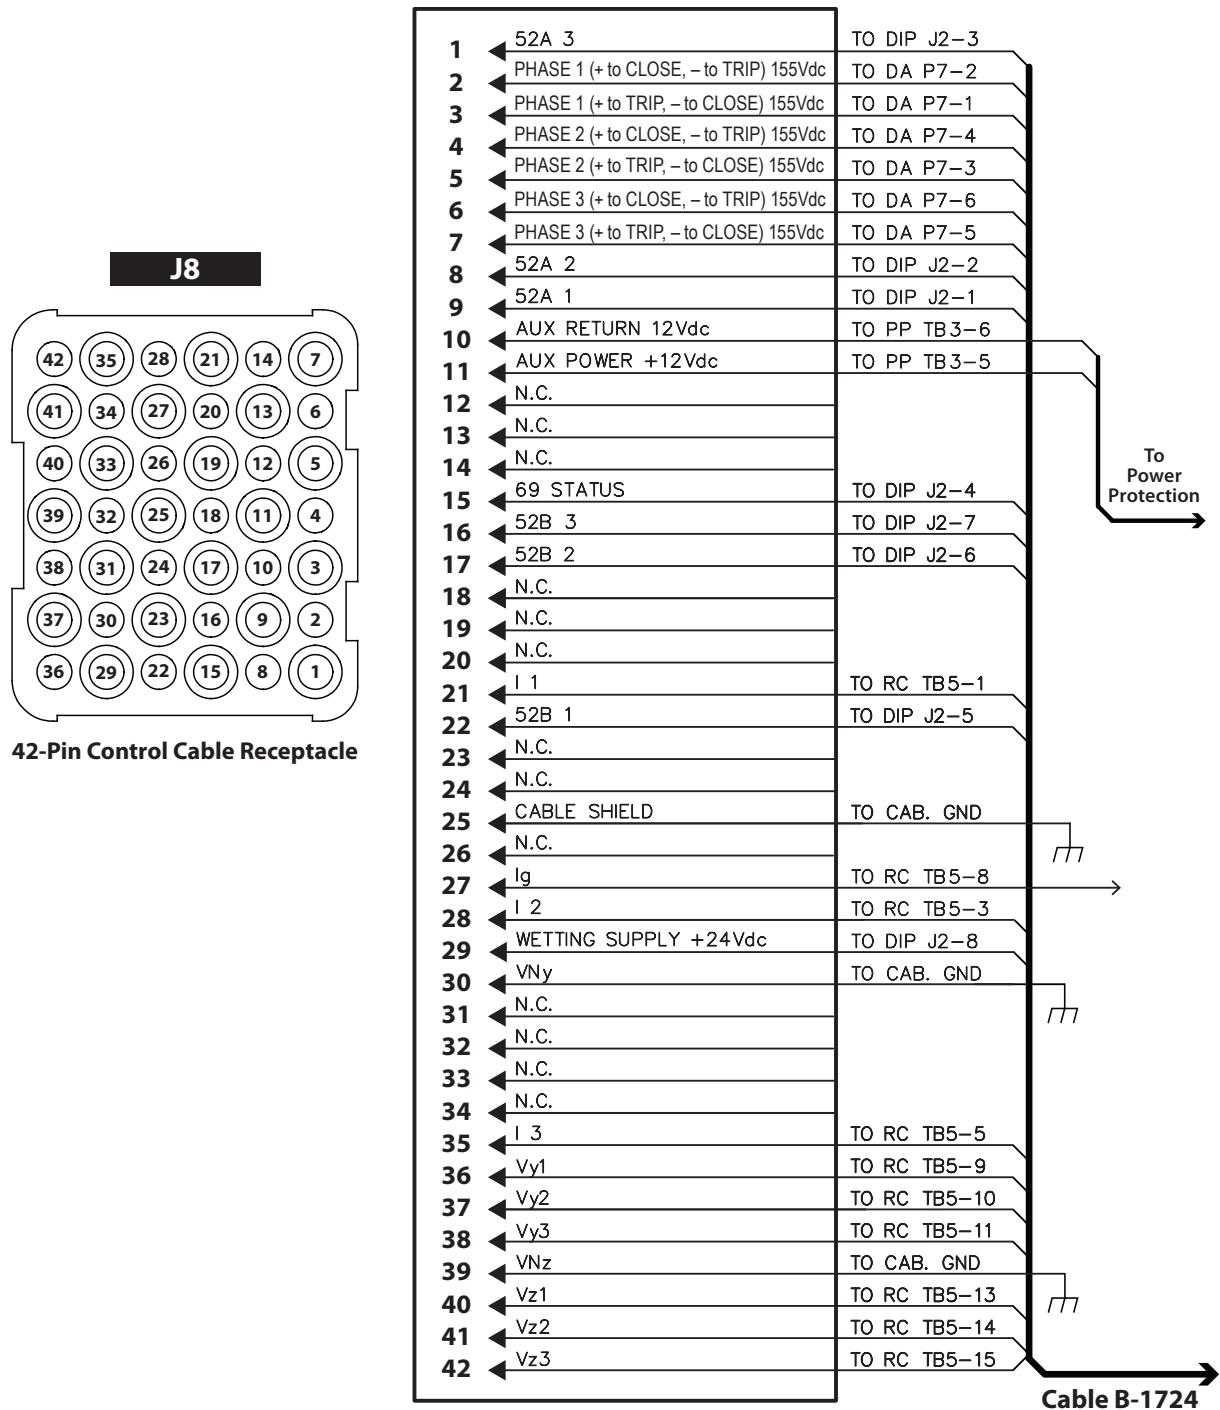 J8
42 35 28 21 14 7
41 34 27 20 13 6
40 33 26 19 12 5
39 32 25 18 11 4
38 31 24 17 10 3
37 30 23 16 9 2
36 29 22 15 8 1
42-Pin Control Cable Receptacle
1 52A 3 TO DIP J2-3
2 PHASE 1 (+ to CLOSE, – to TRIP) 155Vdc TO DA P7-2
3 PHASE 1 (+ to TRIP, – to CLOSE) 155Vdc TO DA P7-1
4 PHASE 2 (+ to CLOSE, – to TRIP) 155Vdc TO DA P7-4
5 PHASE 2 (+ to TRIP, – to CLOSE) 155Vdc TO DA P7-3
6 PHASE 3 (+ to CLOSE, – to TRIP) 155Vdc TO DA P7-6
7 PHASE 3 (+ to TRIP, – to CLOSE) 155Vdc TO DA P7-5
8 52A 2 TO DIP J2-2
9 52A 1 TO DIP J2-1
10 AUX RETURN 12Vdc TO PP TB3-6
11 AUX POWER +12Vdc TO PP TB3-5
12 N.C.
13 N.C.
14 N.C.
15 69 STATUS TO DIP J2-4
16 52B 3 TO DIP J2-7
17 52B 2 TO DIP J2-6
18 N.C.
19 N.C.
20 N.C.
21 I 1 TO RC TB5-1
22 52B 1 TO DIP J2-5
23 N.C.
24 N.C.
25 CABLE SHIELD TO CAB. GND
26 N.C.
27 Ig TO RC TB5-8
28 I 2 TO RC TB5-3
29 WETTING SUPPLY +24Vdc TO DIP J2-8
30 VNy TO CAB. GND
31 N.C.
32 N.C.
33 N.C.
34 N.C.
35 I 3 TO RC TB5-5
36 Vy1 TO RC TB5-9
37 Vy2 TO RC TB5-10
38 Vy3 TO RC TB5-11
39 VNz TO CAB. GND
40 Vz1 TO RC TB5-13
41 Vz2 TO RC TB5-14
42 Vz3 TO RC TB5-15
To
Power
Protection
Cable B-1724